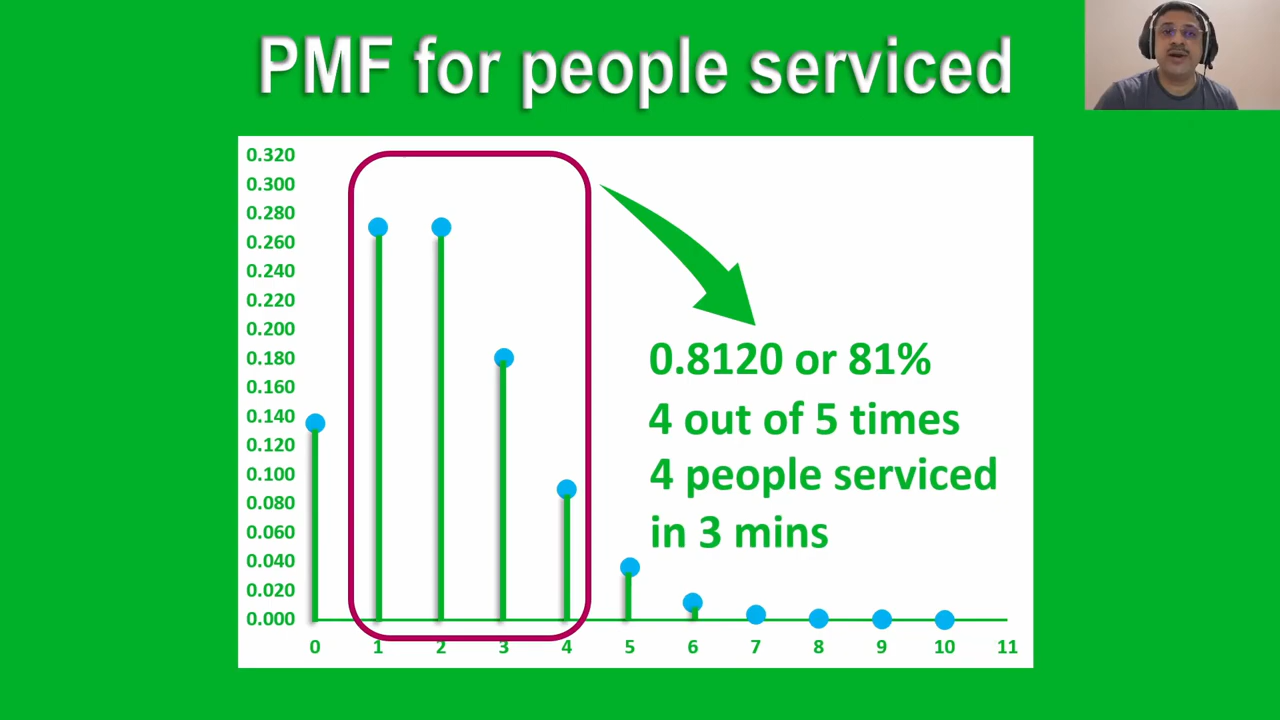 PMF for people serviced
0.320
0.300
0.280
0.260
0.240
0.220
0.200
0.180
0.160
0.140
0.120
0.100
0.080
0.060
0.040
0.020
0.000
0 1 2 3 4 5 6 7 8 9 10 11
0.8120 or 81%
4 out of 5 times
4 people serviced
in 3 mins